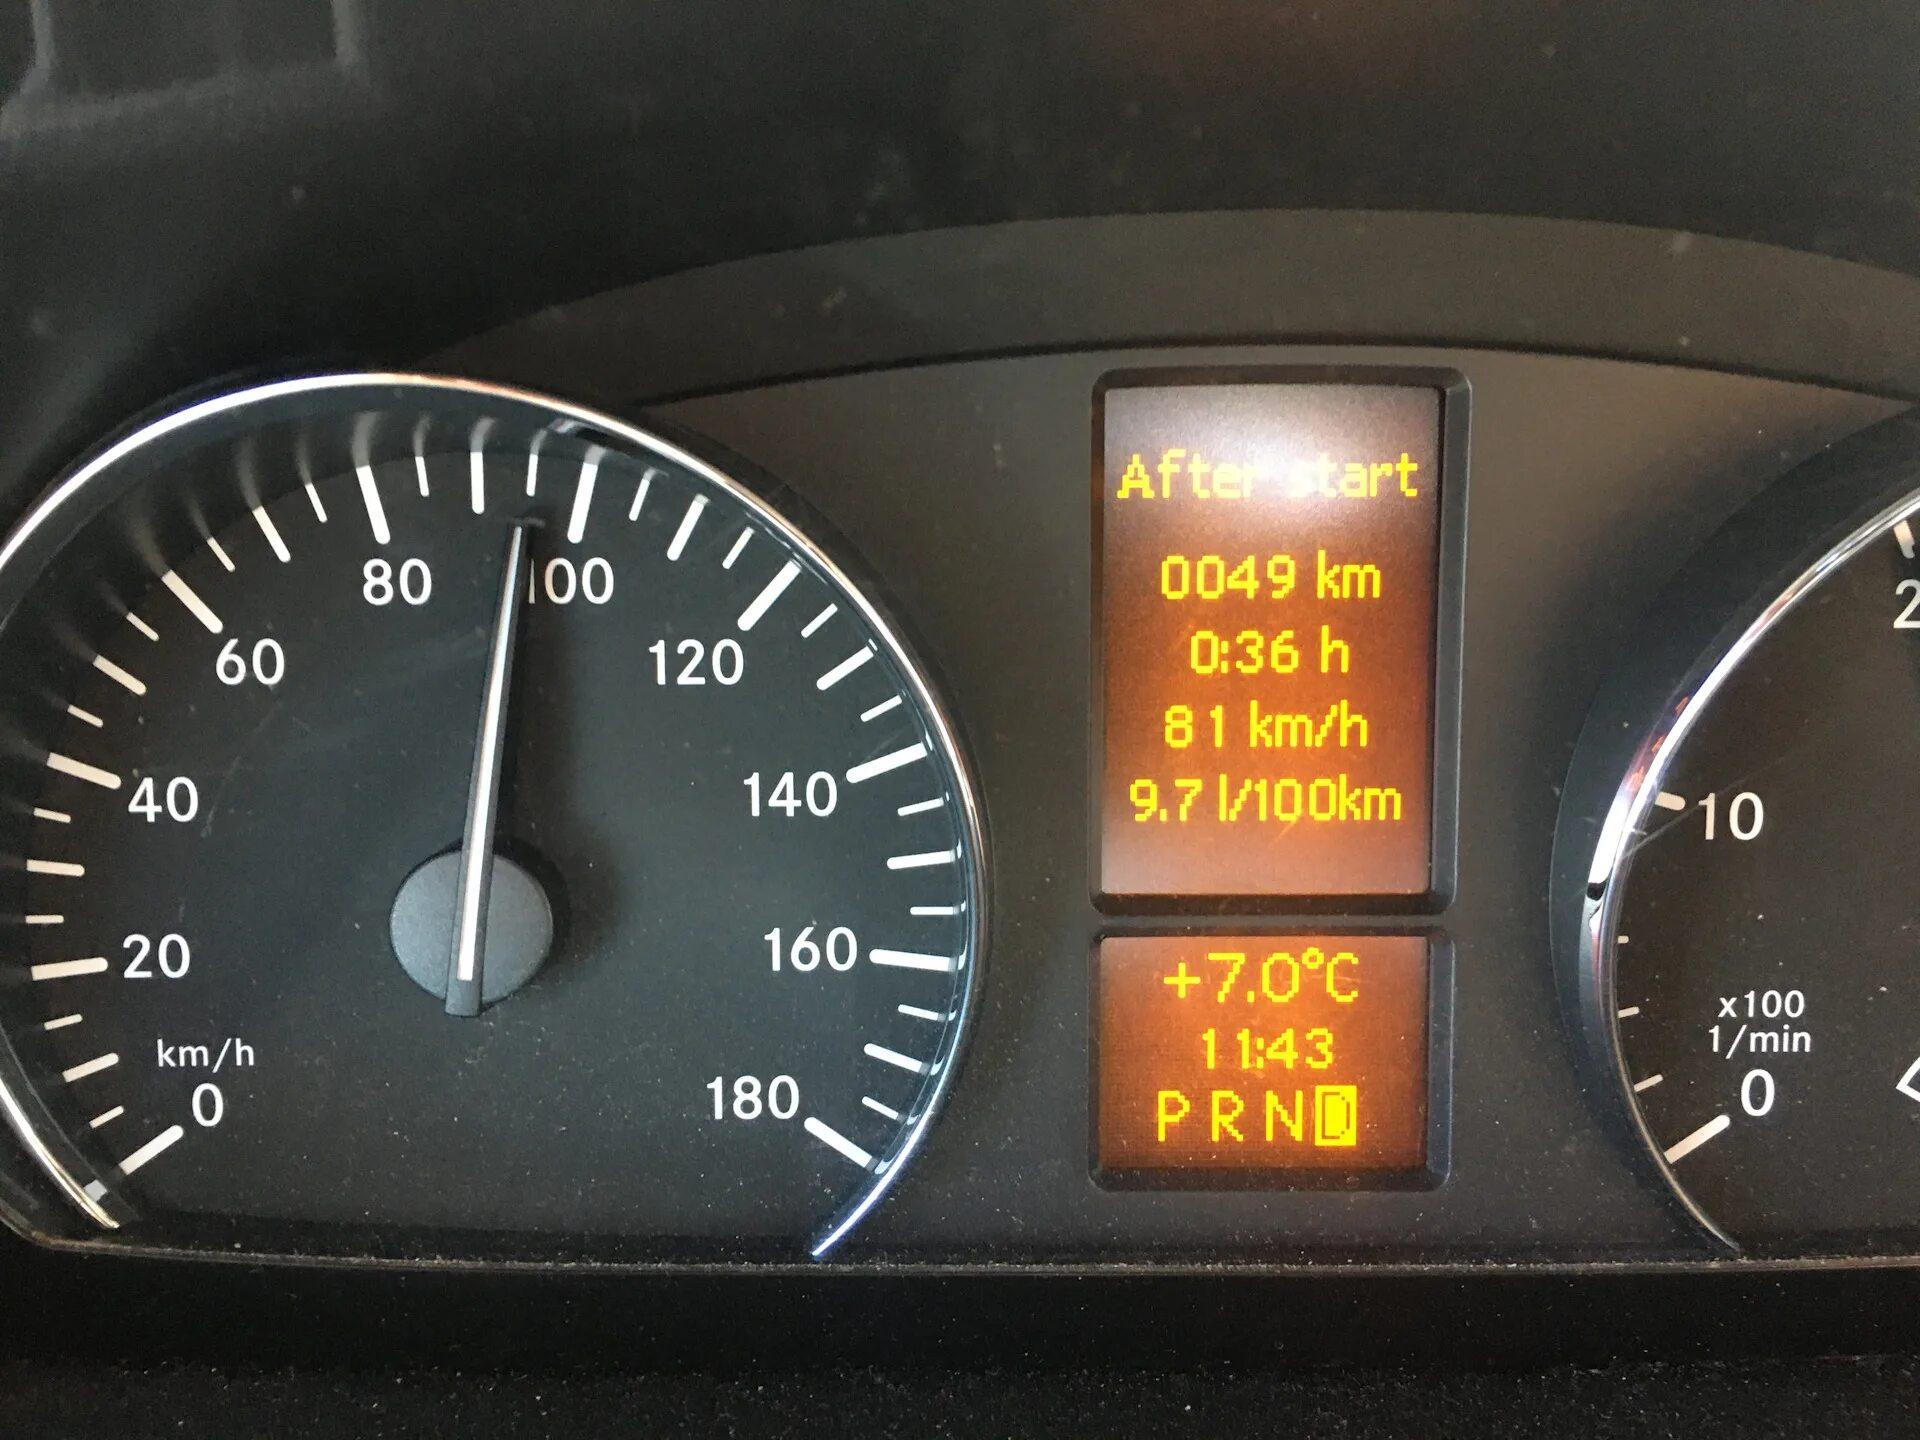 0
20
40
60
80
100
120
140
160
180
km/h
After start
0049 km
0:36 h
81 km/h
9.7 l/100km
+7.0°C
11:43
P R N D
10
x100
1/min
0